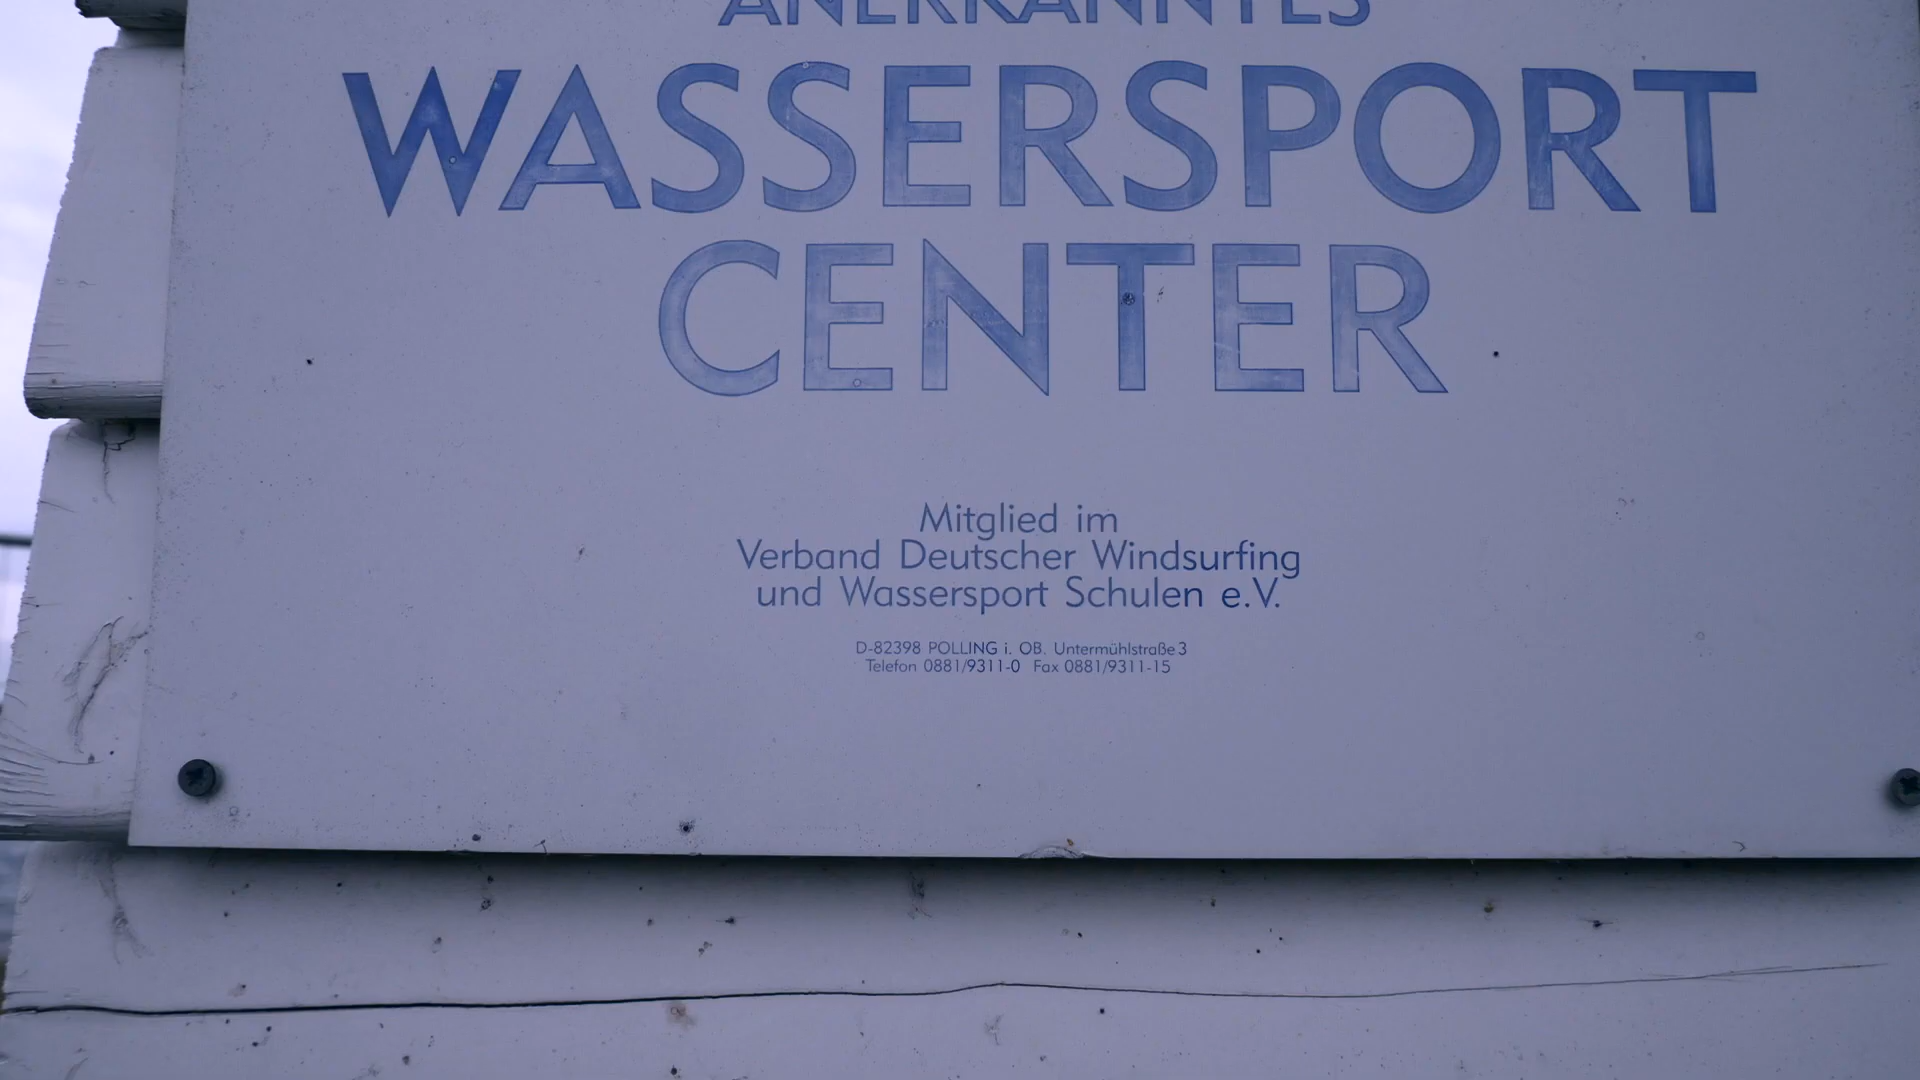 ANERKANNTES
WASSERSPORT
CENTER
Mitglied im
Verband Deutscher Windsurfing
und Wassersport Schulen e.V.
D-82398 POLLING i. OB. Untermühlstraße 3
Telefon 0881/9311-0 Fax 0881/9311-15